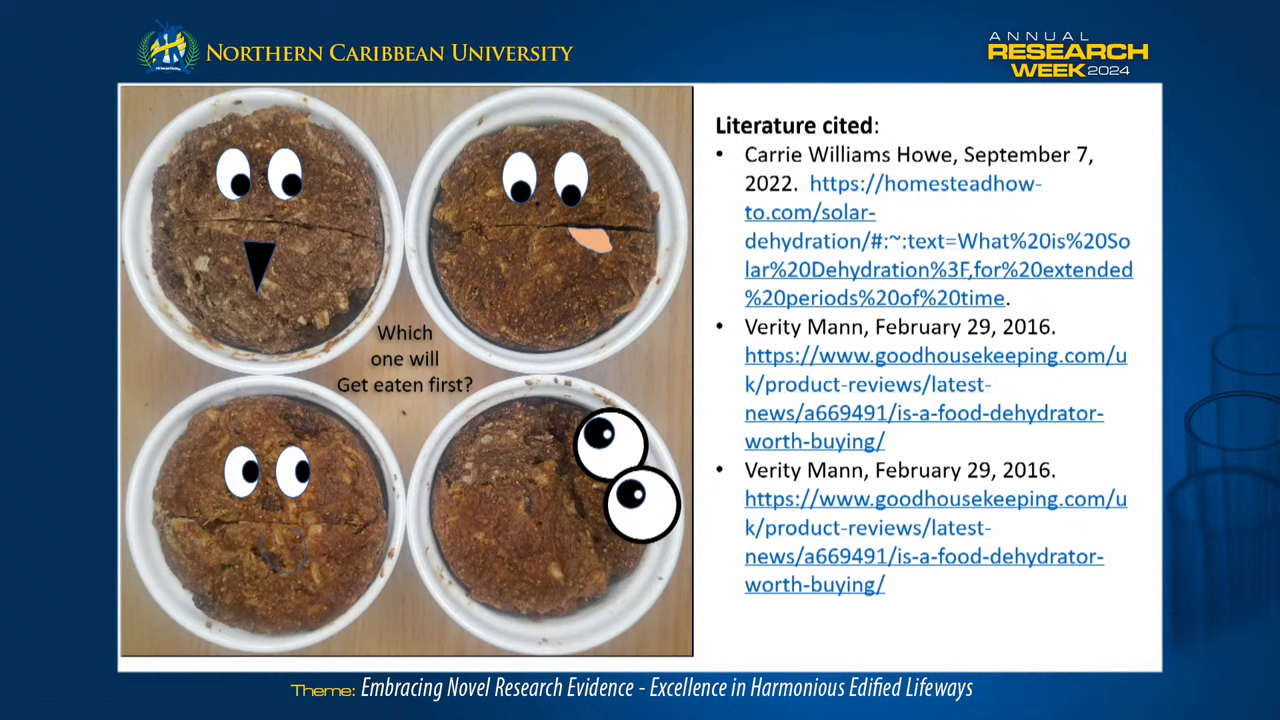 NORTHERN CARIBBEAN UNIVERSITY
ANNUAL
RESEARCH
WEEK 2024
Which
one will
Get eaten first?
Literature cited:
• Carrie Williams Howe, September 7,
2022. https://homesteadhow-
to.com/solar-
dehydration/#:~:text=What%20is%20So
lar%20Dehydration%3F,for%20extended
%20periods%20of%20time.
• Verity Mann, February 29, 2016.
https://www.goodhousekeeping.com/u
k/product-reviews/latest-
news/a669491/is-a-food-dehydrator-
worth-buying/
• Verity Mann, February 29, 2016.
https://www.goodhousekeeping.com/u
k/product-reviews/latest-
news/a669491/is-a-food-dehydrator-
worth-buying/
Theme: Embracing Novel Research Evidence - Excellence in Harmonious Edified Lifeways